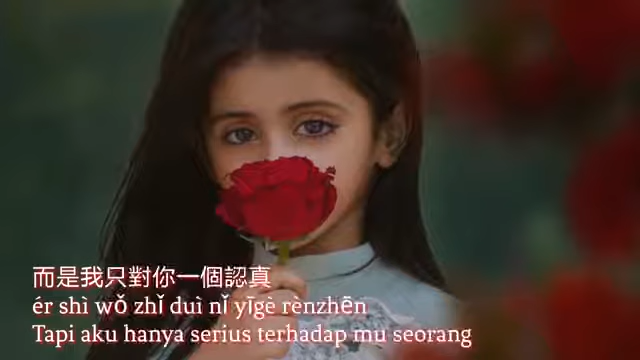 而是我只對你一個認真
ér shì wǒ zhǐ duì nǐ yīgè rènzhēn
Tapi aku hanya serius terhadap mu seorang